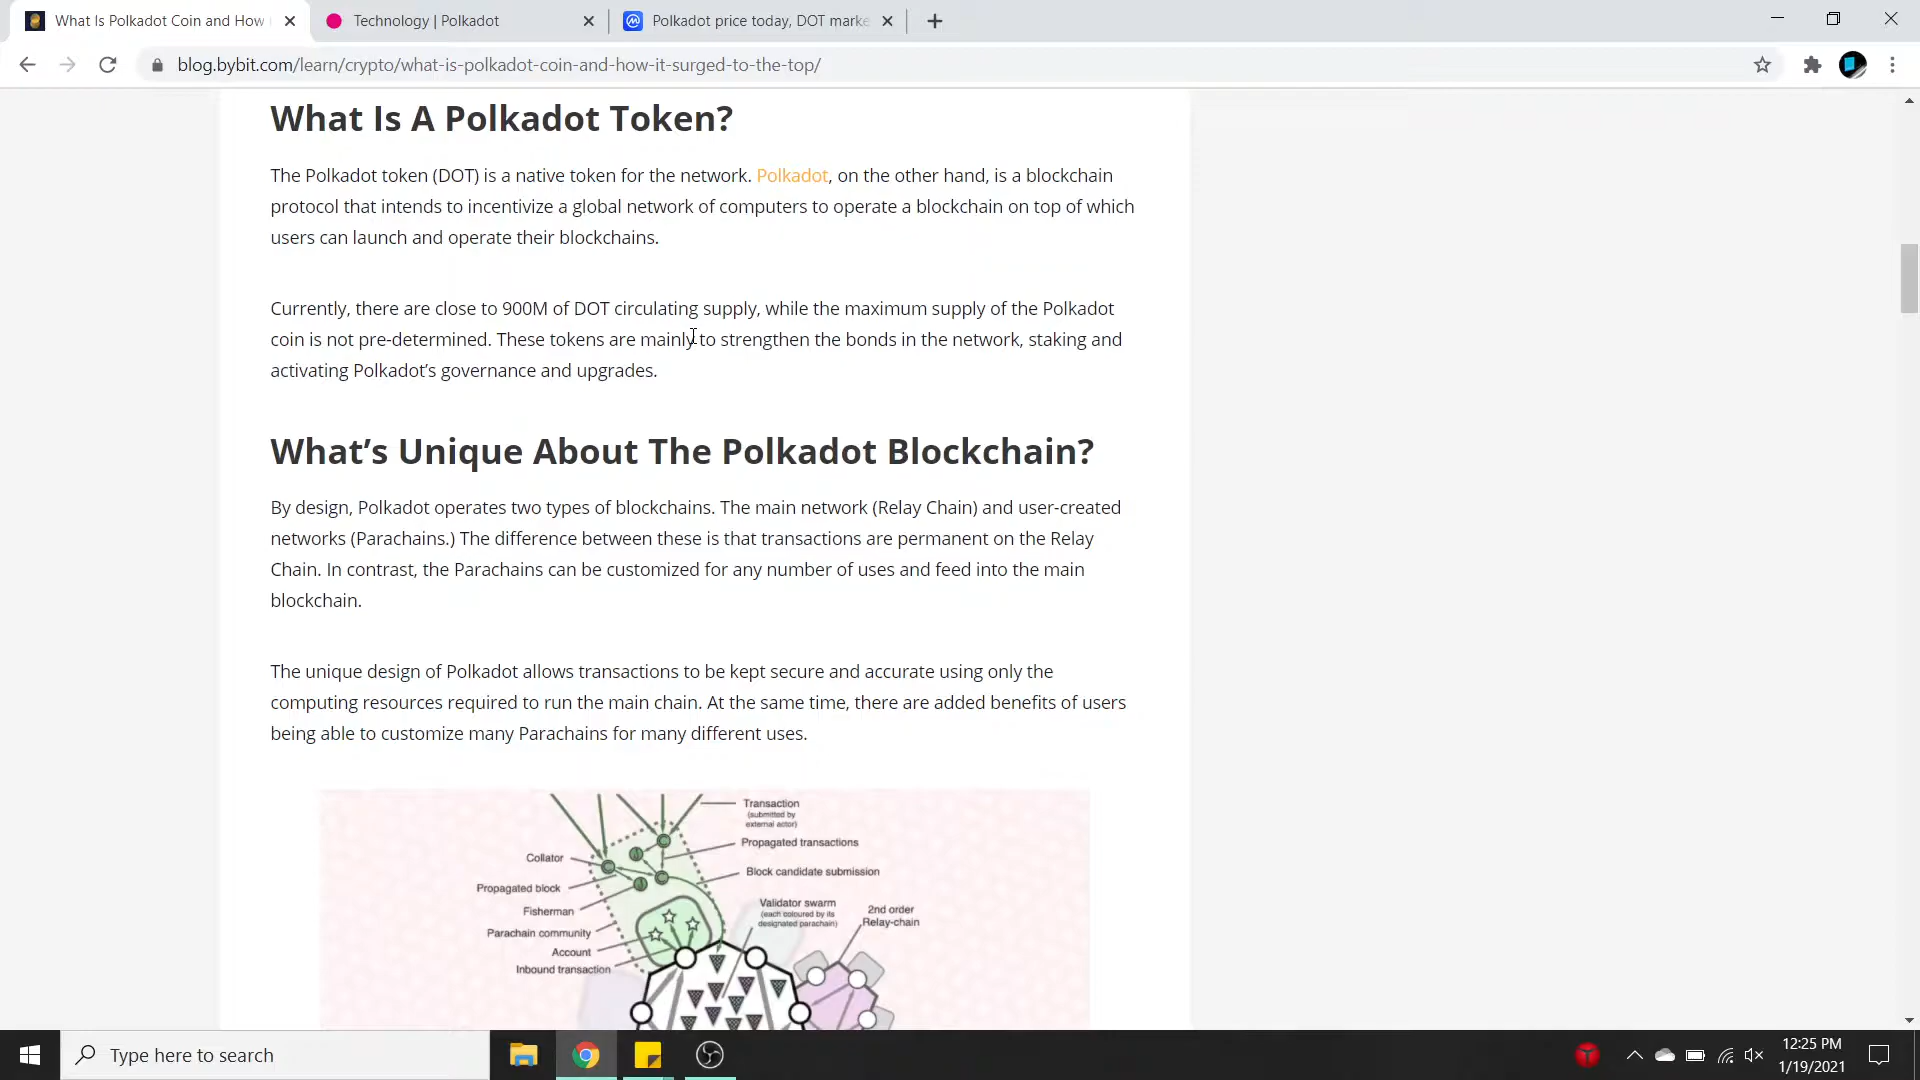 What Is A Polkadot Coin and How
Technology | Polkadot
Polkadot price today, DOT marke
blog.bybit.com/learn/crypto/what-is-polkadot-coin-and-how-it-surged-to-the-top/
What Is A Polkadot Token?
The Polkadot token (DOT) is a native token for the network. Polkadot, on the other hand, is a blockchain
protocol that intends to incentivize a global network of computers to operate a blockchain on top of which
users can launch and operate their blockchains.
Currently, there are close to 900M of DOT circulating supply, while the maximum supply of the Polkadot
coin is not pre-determined. These tokens are mainly to strengthen the bonds in the network, staking and
activating Polkadot’s governance and upgrades.
What’s Unique About The Polkadot Blockchain?
By design, Polkadot operates two types of blockchains. The main network (Relay Chain) and user-created
networks (Parachains.) The difference between these is that transactions are permanent on the Relay
Chain. In contrast, the Parachains can be customized for any number of uses and feed into the main
blockchain.
The unique design of Polkadot allows transactions to be kept secure and accurate using only the
computing resources required to run the main chain. At the same time, there are added benefits of users
being able to customize many Parachains for many different uses.
Transaction
(submitted by
external actor)
Propagated transactions
Collator
Block candidate submission
Propagated block
Validator swarm
(each coloured by its
designated parachain)
2nd order
Relay-chain
Fisherman
Parachain community
Account
Inbound transaction
Type here to search
12:25 PM
1/19/2021